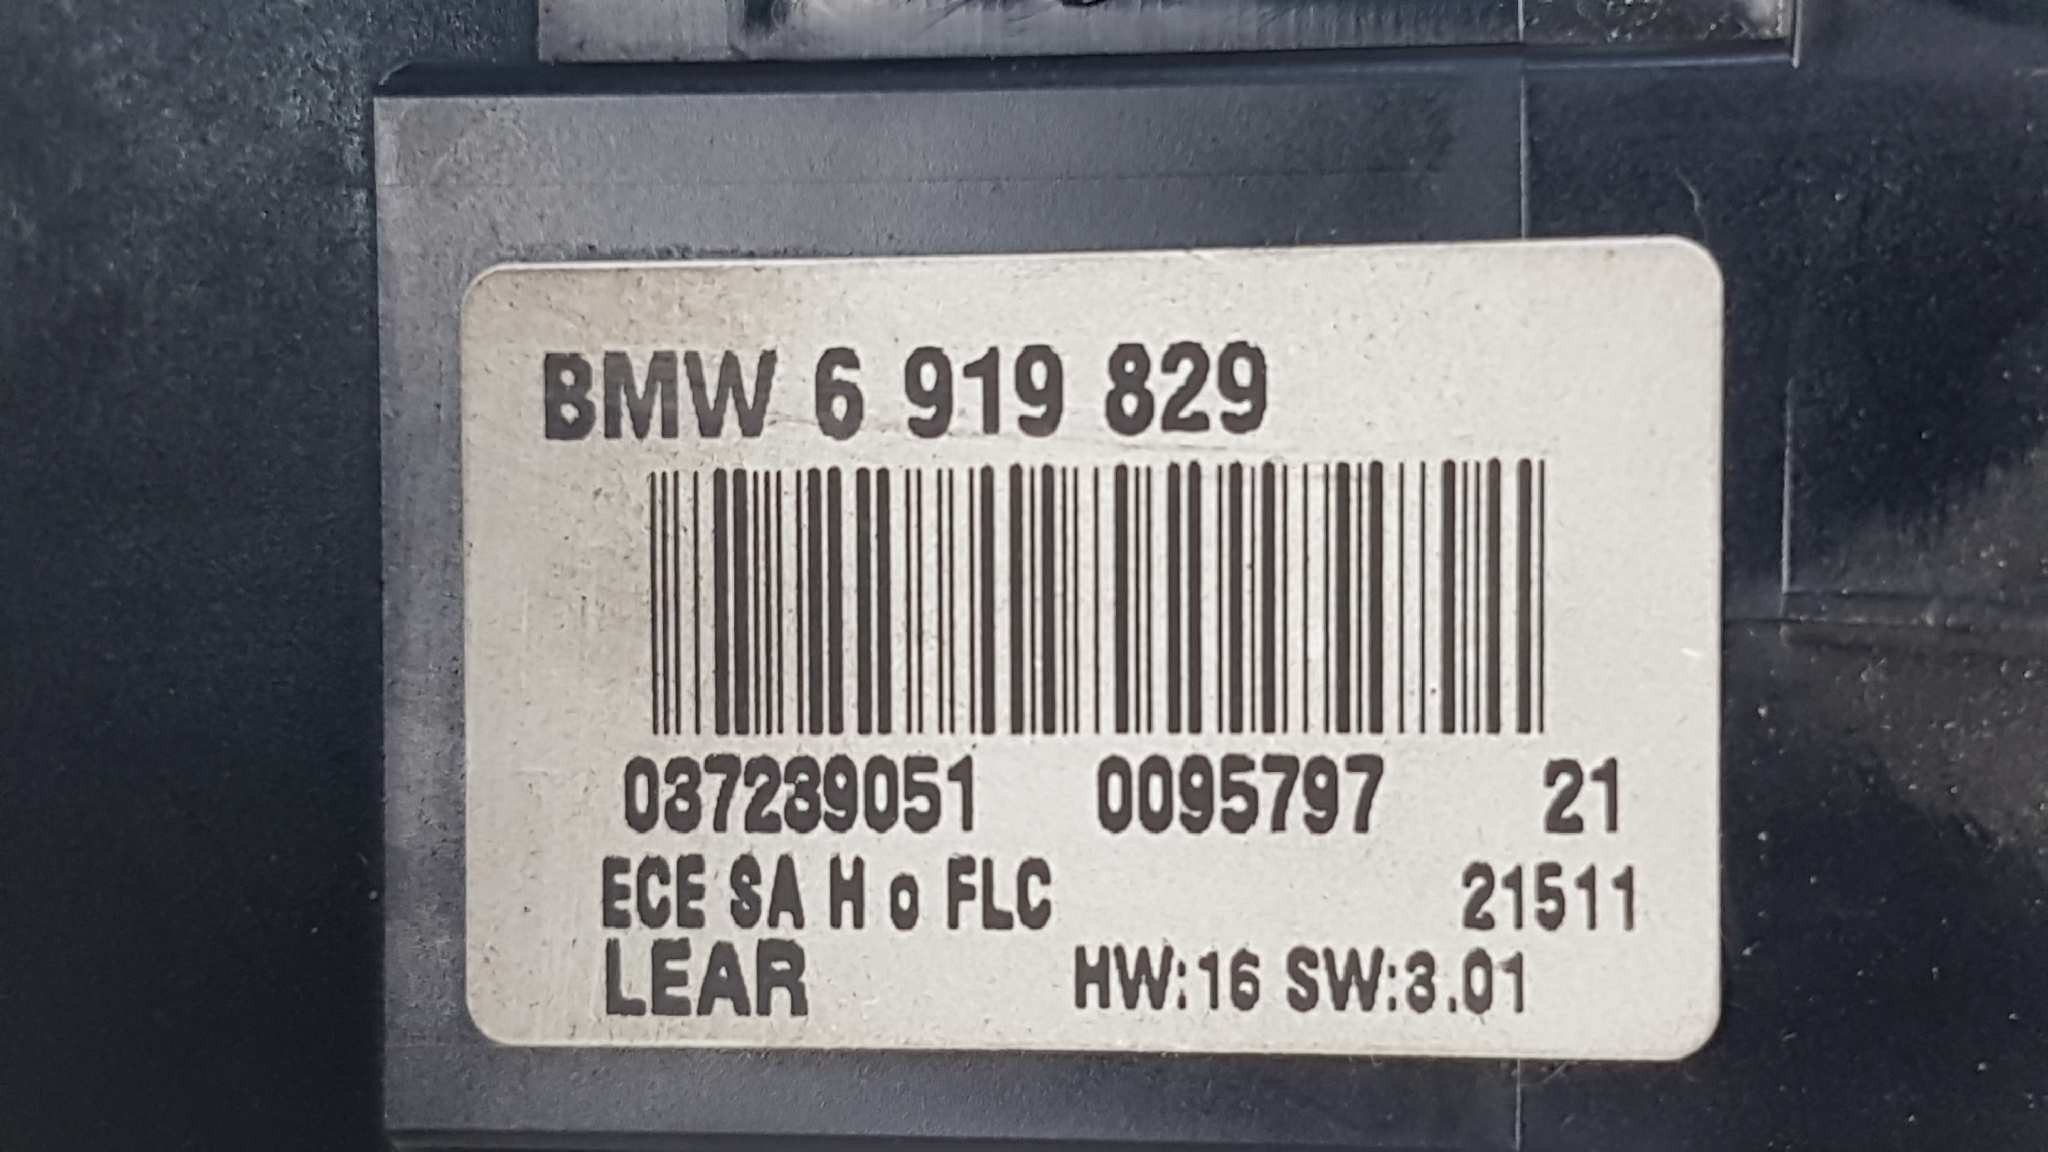 BMW 6 919 829
037239051 0095797 21
ECE SA H o FLC 21511
LEAR HW:16 SW:3.01